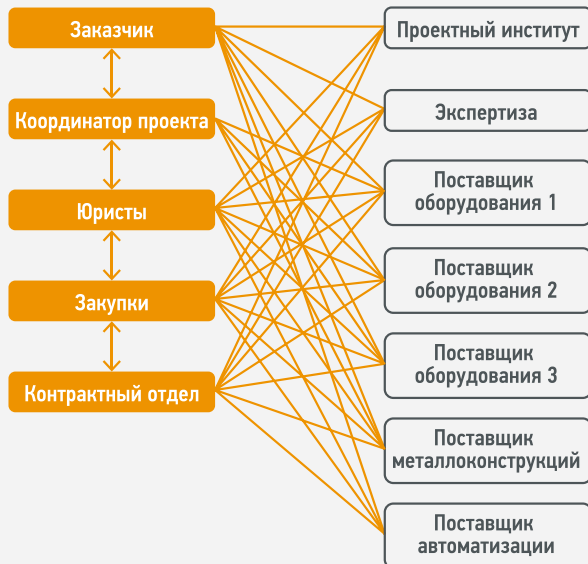 Заказчик
Координатор проекта
Юристы
Закупки
Контрактный отдел
Проектный институт
Экспертиза
Поставщик
оборудования 1
Поставщик
оборудования 2
Поставщик
оборудования 3
Поставщик
металлоконструкций
Поставщик
автоматизации